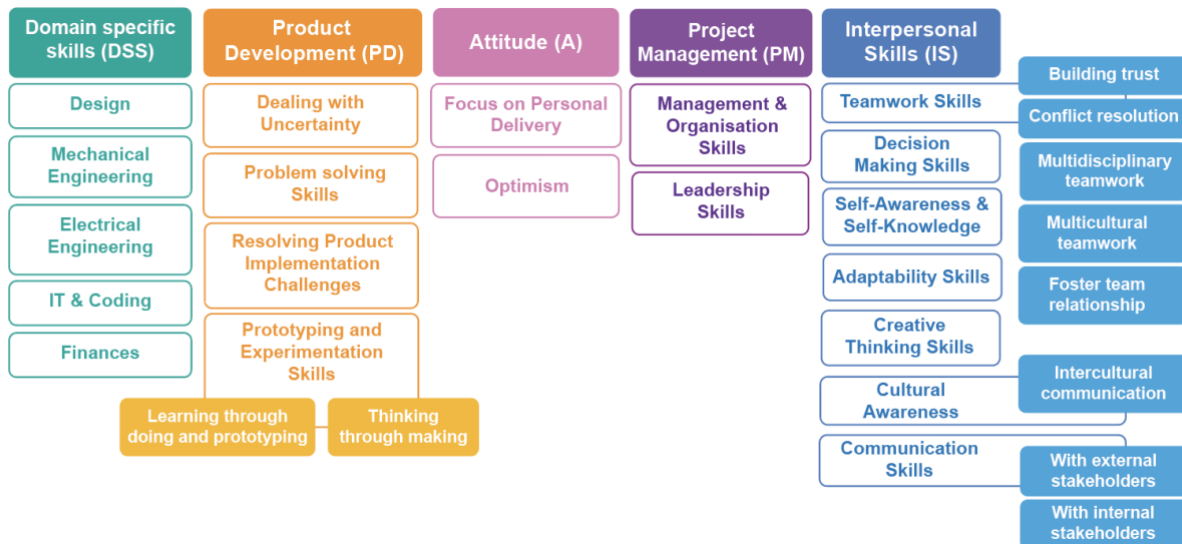 Domain specific
skills (DSS)
Design
Mechanical
Engineering
Electrical
Engineering
IT & Coding
Finances
Product
Development (PD)
Dealing with
Uncertainty
Problem solving
Skills
Resolving Product
Implementation
Challenges
Prototyping and
Experimentation
Skills
Learning through
doing and prototyping
Thinking
through making
Attitude (A)
Focus on Personal
Delivery
Optimism
Project
Management (PM)
Management &
Organisation
Skills
Leadership
Skills
Interpersonal
Skills (IS)
Teamwork Skills
Building trust
Conflict resolution
Multidisciplinary
teamwork
Multicultural
teamwork
Foster team
relationship
Decision
Making Skills
Self-Awareness &
Self-Knowledge
Adaptability Skills
Creative
Thinking Skills
Cultural
Awareness
Intercultural
communication
Communication
Skills
With external
stakeholders
With internal
stakeholders